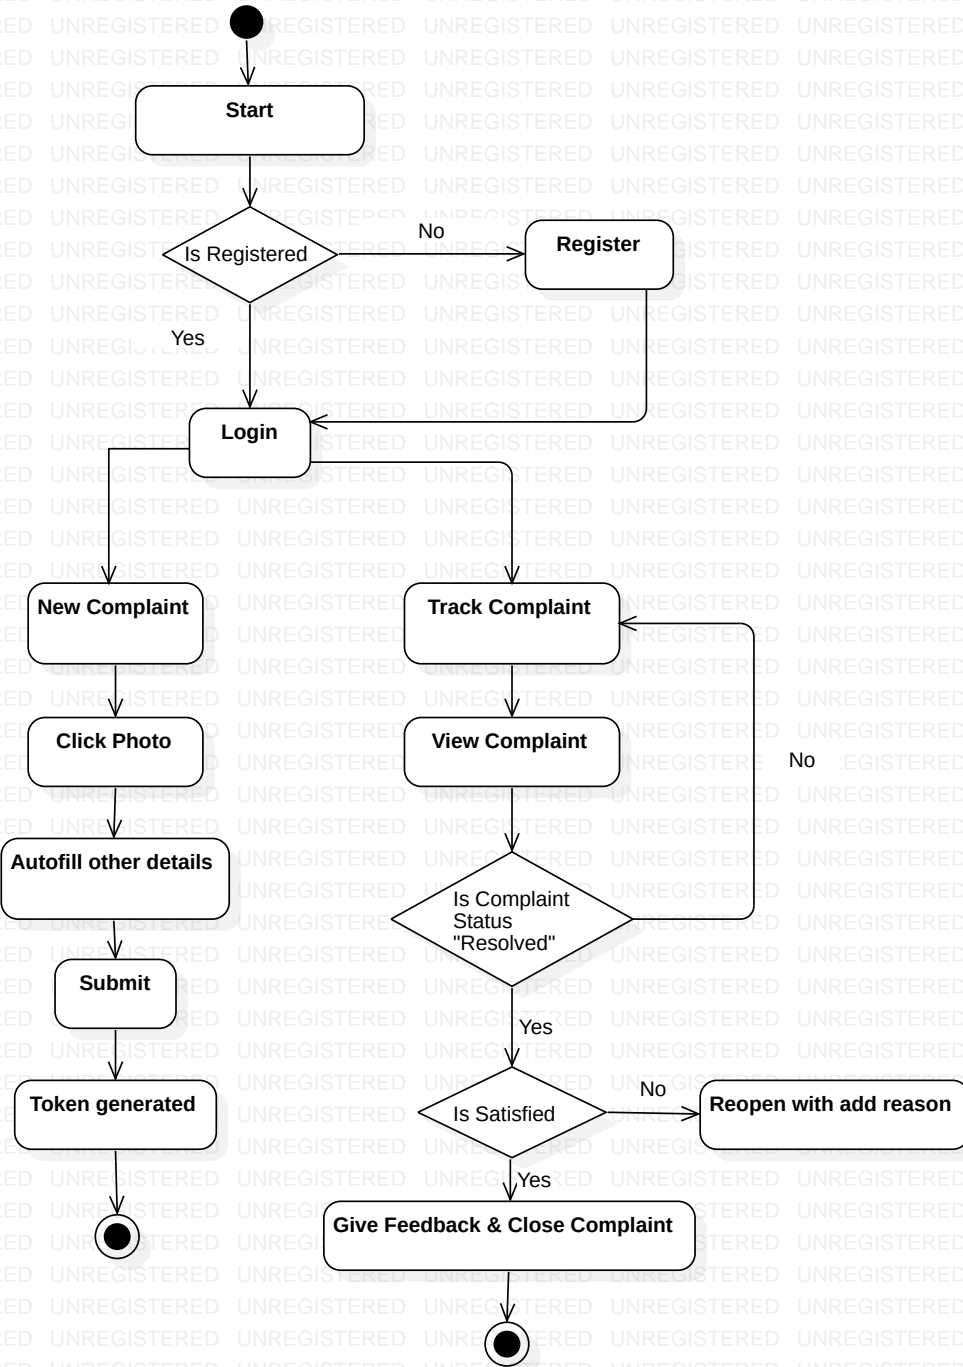 Start
Is Registered
No
Register
Yes
Login
New Complaint
Track Complaint
Click Photo
View Complaint
No
Autofill other details
Is Complaint
Status
"Resolved"
Submit
Yes
Token generated
Is Satisfied
No
Reopen with add reason
Yes
Give Feedback & Close Complaint
UNREGISTERED